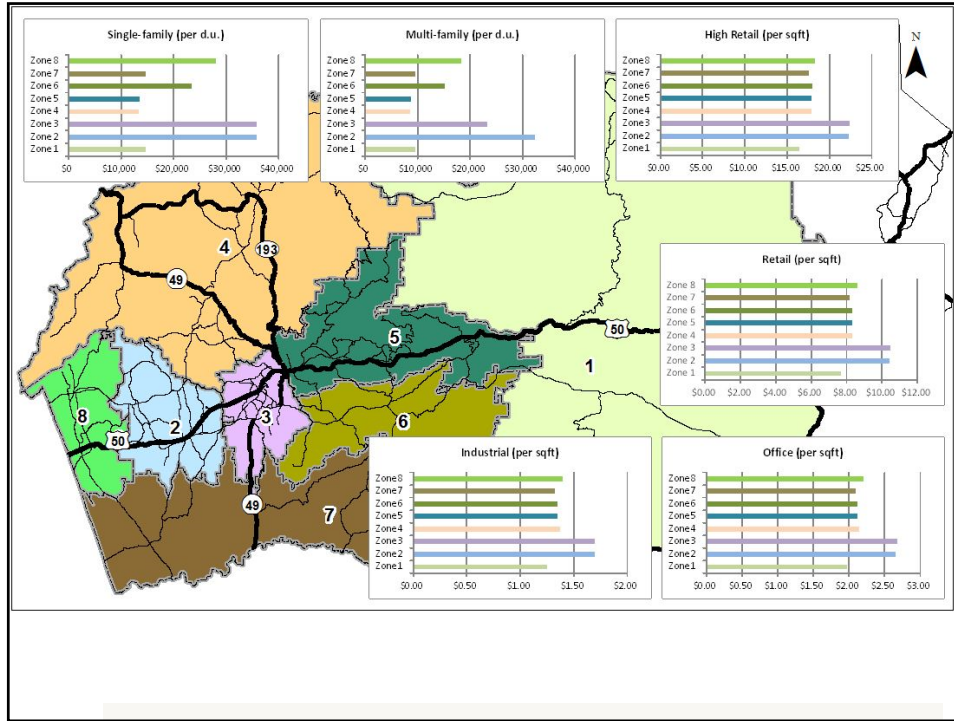 Single-family (per d.u.)
Zone 8
Zone 7
Zone 6
Zone 5
Zone 4
Zone 3
Zone 2
Zone 1
$0 $10,000 $20,000 $30,000 $40,000
Multi-family (per d.u.)
Zone 8
Zone 7
Zone 6
Zone 5
Zone 4
Zone 3
Zone 2
Zone 1
$0 $10,000 $20,000 $30,000 $40,000
High Retail (per sqft)
Zone 8
Zone 7
Zone 6
Zone 5
Zone 4
Zone 3
Zone 2
Zone 1
$0.00 $5.00 $10.00 $15.00 $20.00 $25.00
N
4
193
49
5
50
1
8
2
50
3
6
49
7
Retail (per sqft)
Zone 8
Zone 7
Zone 6
Zone 5
Zone 4
Zone 3
Zone 2
Zone 1
$0.00 $2.00 $4.00 $6.00 $8.00 $10.00 $12.00
Industrial (per sqft)
Zone 8
Zone 7
Zone 6
Zone 5
Zone 4
Zone 3
Zone 2
Zone 1
$0.00 $0.50 $1.00 $1.50 $2.00
Office (per sqft)
Zone 8
Zone 7
Zone 6
Zone 5
Zone 4
Zone 3
Zone 2
Zone 1
$0.00 $0.50 $1.00 $1.50 $2.00 $2.50 $3.00